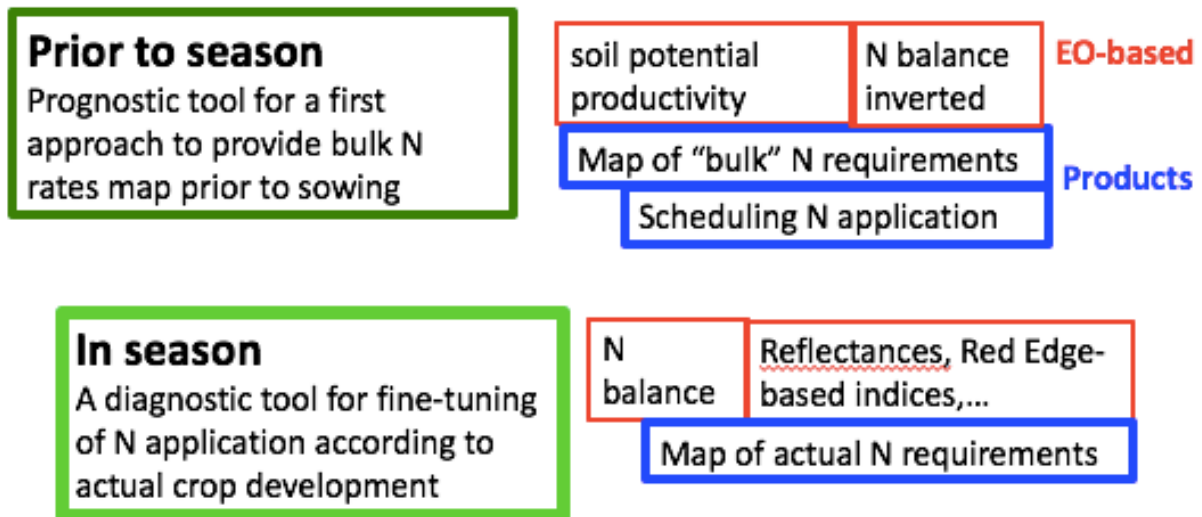 Prior to season
Prognostic tool for a first
approach to provide bulk N
rates map prior to sowing
soil potential
productivity
N balance
inverted
EO-based
Map of “bulk” N requirements
Products
Scheduling N application
In season
A diagnostic tool for fine-tuning
of N application according to
actual crop development
N
balance
Reflectances, Red Edge-
based indices,...
Map of actual N requirements